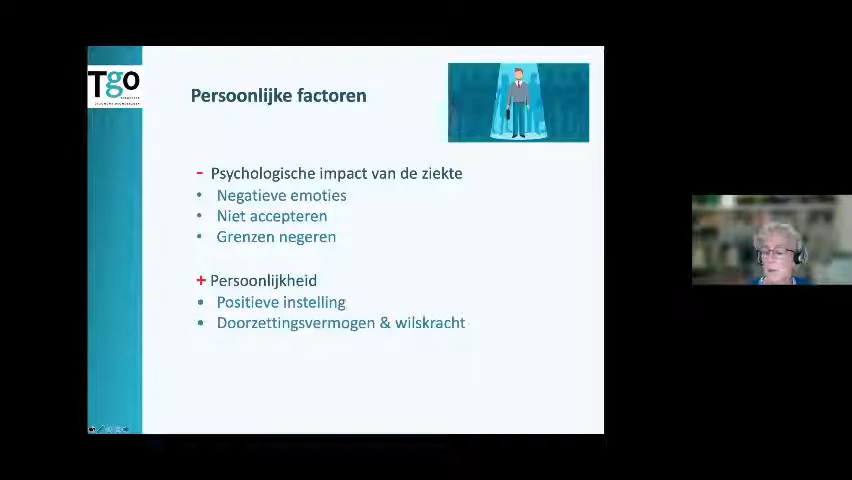 Tgo
Persoonlijke factoren
- Psychologische impact van de ziekte
• Negatieve emoties
• Niet accepteren
• Grenzen negeren
+ Persoonlijkheid
• Positieve instelling
• Doorzettingsvermogen & wilskracht